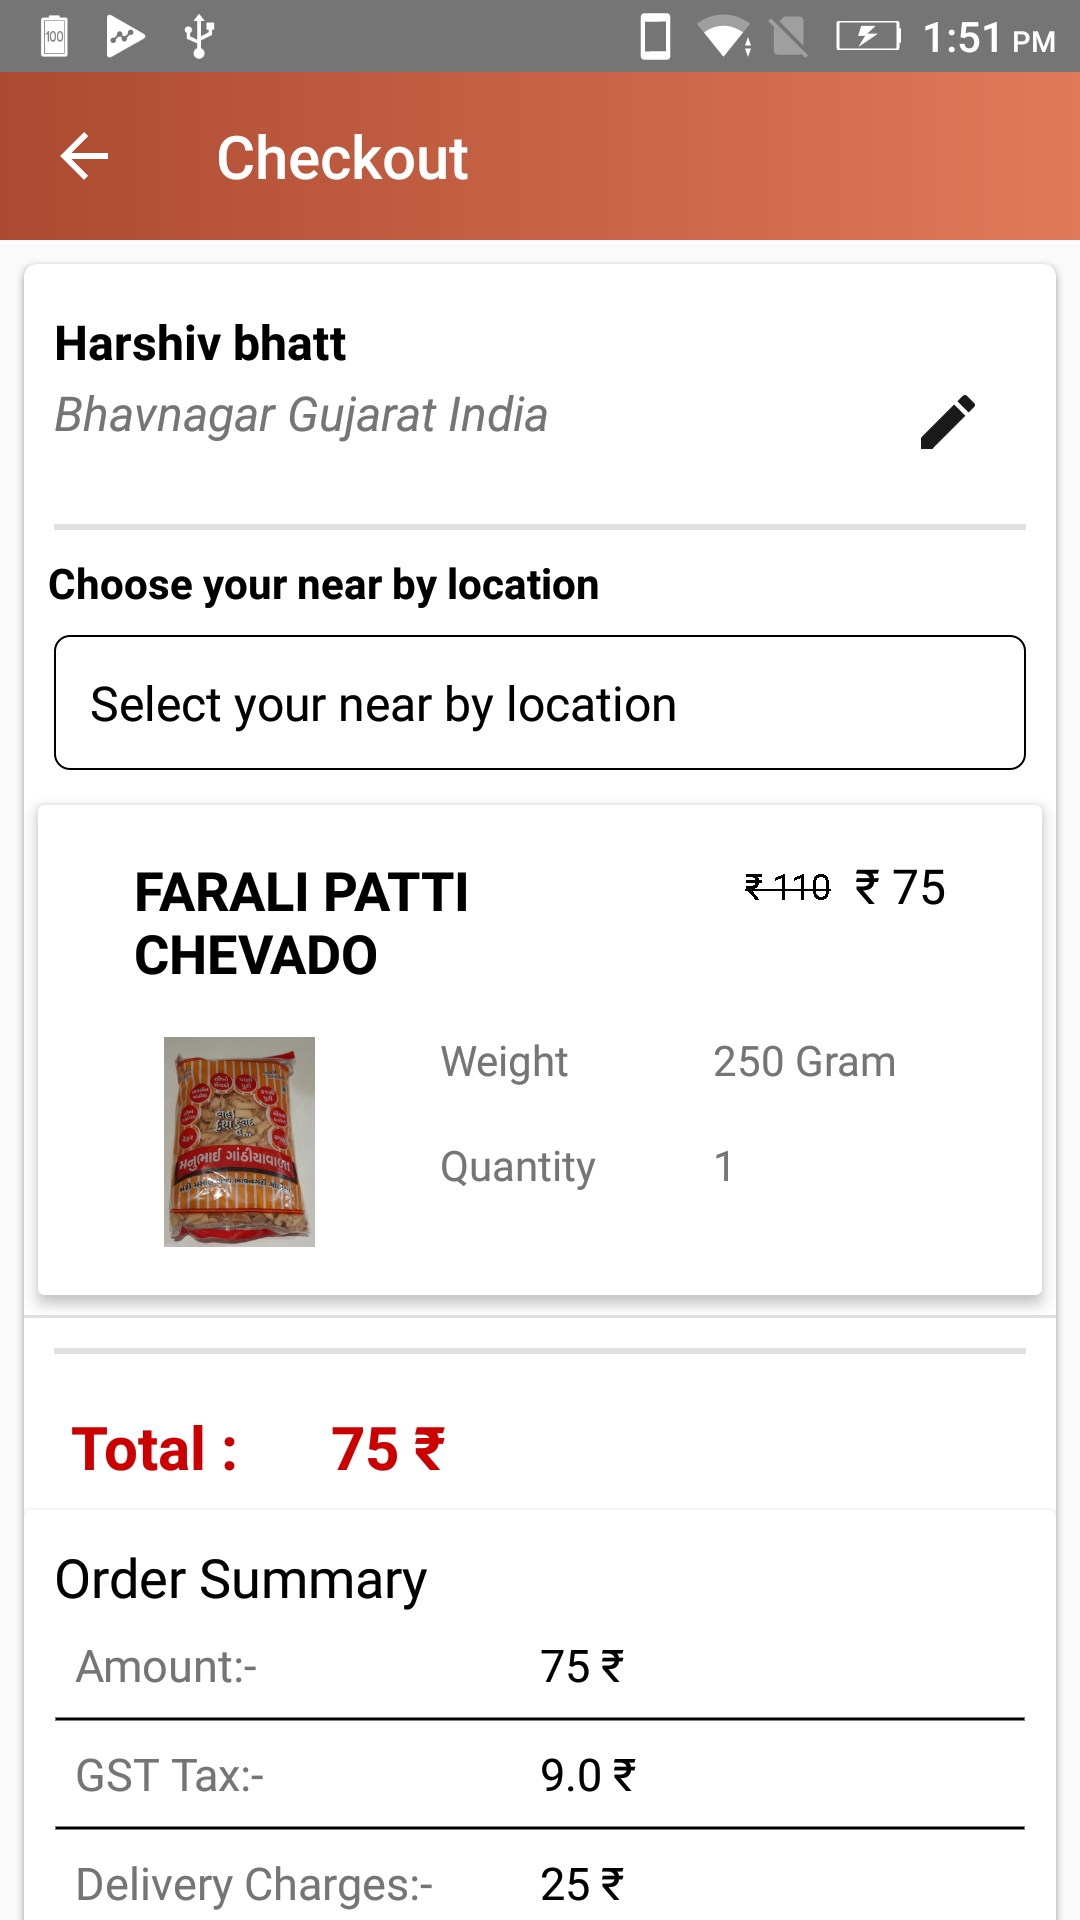 100
1:51 PM
Checkout
Harshiv bhatt
Bhavnagar Gujarat India
Choose your near by location
Select your near by location
FARALI PATTI
CHEVADO
₹ 110 ₹ 75
Weight 250 Gram
Quantity 1
મનુભાઈ ગાંઠીયાવાળા
Total : 75 ₹
Order Summary
Amount:- 75 ₹
GST Tax:- 9.0 ₹
Delivery Charges:- 25 ₹